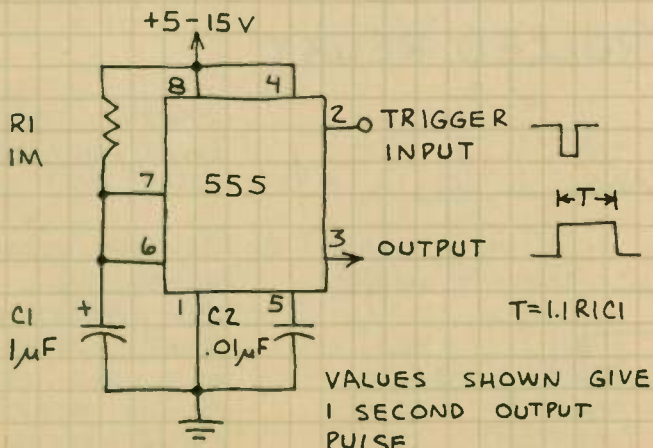 +5-15V
8 4
R1
1M
2 TRIGGER
INPUT
7
555
T
6
3 OUTPUT
C1
1µF
+
1
C2
.01µF
5
T=1.1R1C1
VALUES SHOWN GIVE
1 SECOND OUTPUT
PULSE